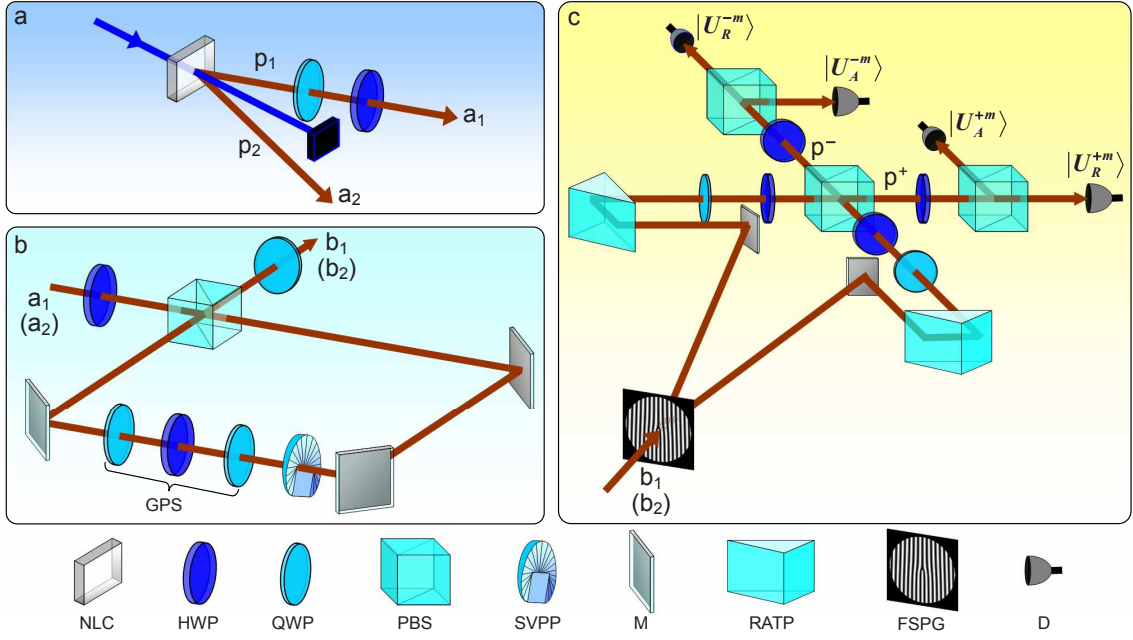 a
p₁
a₁
p₂
a₂
b
b₁
(b₂)
a₁
(a₂)
GPS
c
|U_R^{-m}⟩
|U_A^{-m}⟩
|U_A^{+m}⟩
|U_R^{+m}⟩
p⁻
p⁺
b₁
(b₂)
NLC HWP QWP PBS SVPP M RATP FSPG D